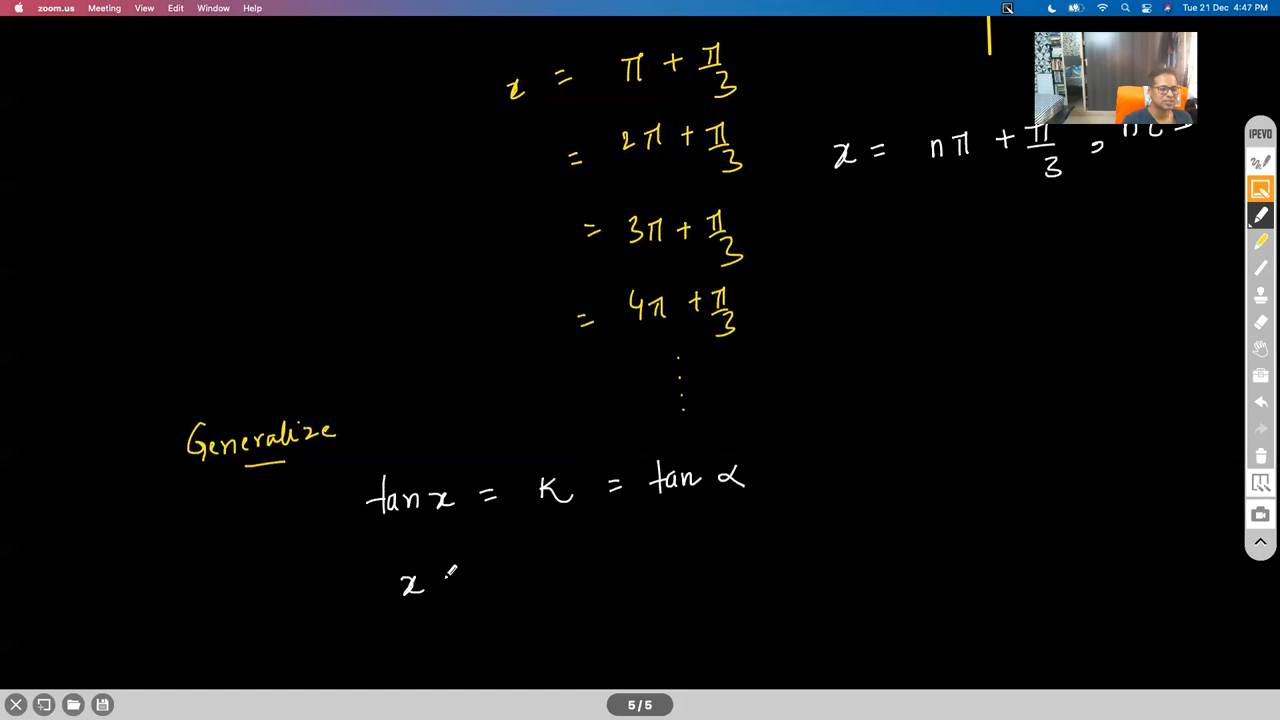 zoom.us Meeting View Edit Window Help Tue 21 Dec 4:47 PM
x = π + π/3
= 2π + π/3
x = nπ + π/3 ,
= 3π + π/3
= 4π + π/3
⋮
Generalize
tan x = K = tan α
x
IPEVO
5/5